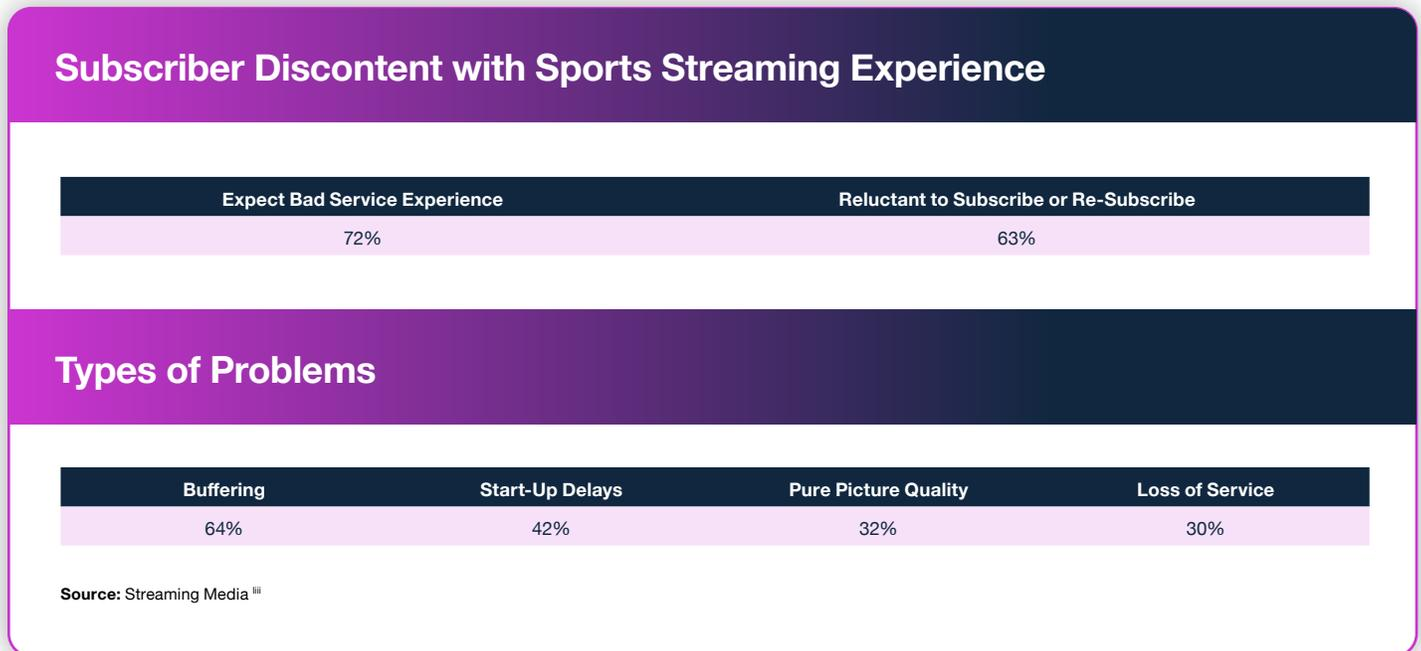 Subscriber Discontent with Sports Streaming Experience
Expect Bad Service Experience Reluctant to Subscribe or Re-Subscribe
72% 63%
Types of Problems
Buffering Start-Up Delays Pure Picture Quality Loss of Service
64% 42% 32% 30%
Source: Streaming Media liii